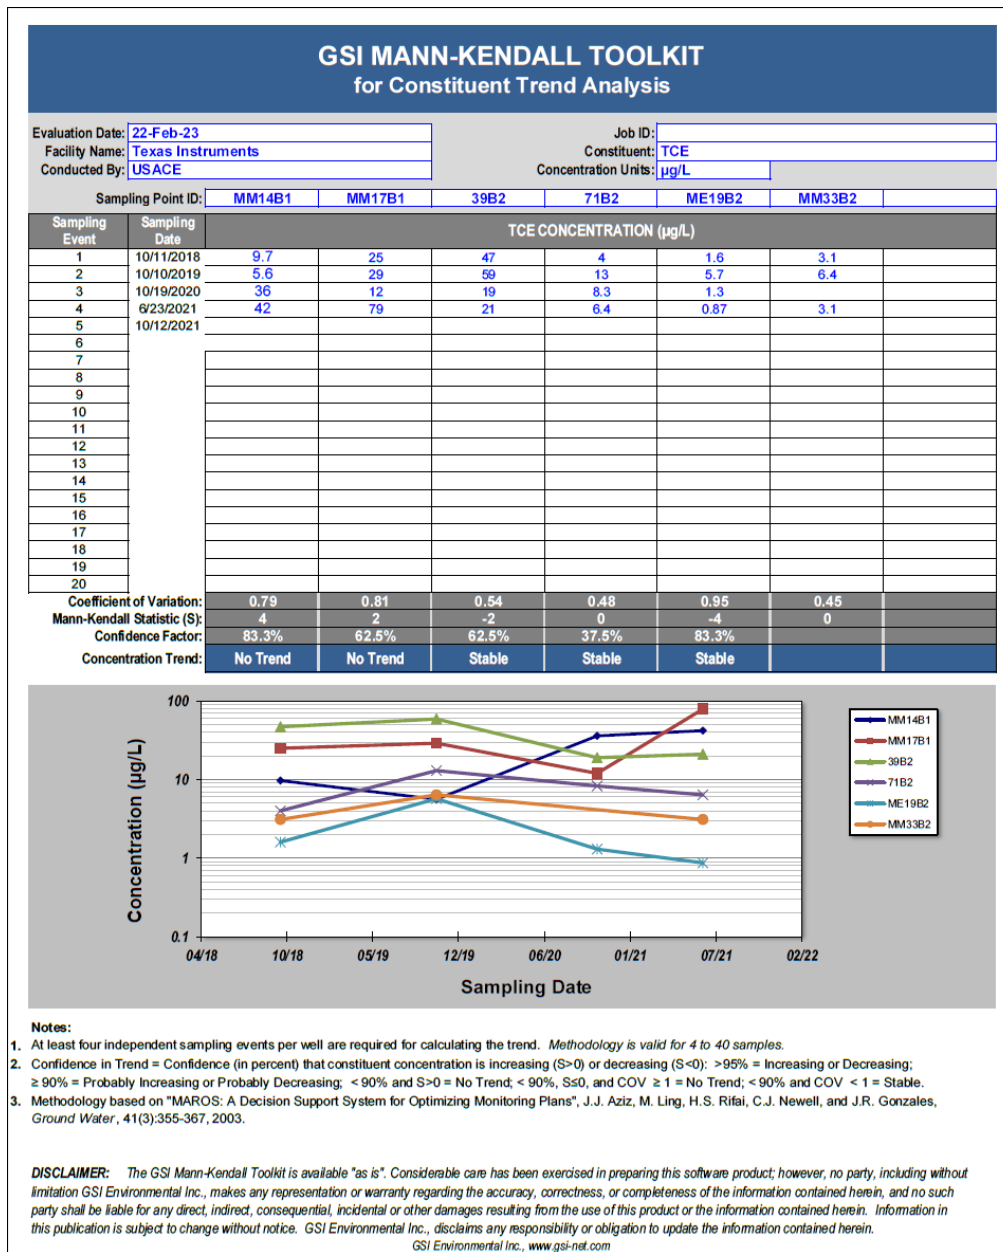 GSI MANN-KENDALL TOOLKIT
for Constituent Trend Analysis
Evaluation Date: 22-Feb-23 Job ID:
Facility Name: Texas Instruments Constituent: TCE
Conducted By: USACE Concentration Units: µg/L
Sampling Point ID: MM14B1 MM17B1 39B2 71B2 ME19B2 MM33B2
Sampling Event Sampling Date TCE CONCENTRATION (µg/L)
1 10/11/2018 9.7 25 47 4 1.6 3.1
2 10/10/2019 5.6 29 59 13 5.7 6.4
3 10/19/2020 36 12 19 8.3 1.3
4 6/23/2021 42 79 21 6.4 0.87 3.1
5 10/12/2021
6
7
8
9
10
11
12
13
14
15
16
17
18
19
20
Coefficient of Variation: 0.79 0.81 0.54 0.48 0.95 0.45
Mann-Kendall Statistic (S): 4 2 -2 0 -4 0
Confidence Factor: 83.3% 62.5% 62.5% 37.5% 83.3%
Concentration Trend: No Trend No Trend Stable Stable Stable
Concentration (µg/L)
100
10
1
0.1
04/18 10/18 05/19 12/19 06/20 01/21 07/21 02/22
Sampling Date
MM14B1
MM17B1
39B2
71B2
ME19B2
MM33B2
Notes:
1. At least four independent sampling events per well are required for calculating the trend. Methodology is valid for 4 to 40 samples.
2. Confidence in Trend = Confidence (in percent) that constituent concentration is increasing (S>0) or decreasing (S<0): >95% = Increasing or Decreasing;
≥ 90% = Probably Increasing or Probably Decreasing; < 90% and S>0 = No Trend; < 90%, S≤0, and COV ≥ 1 = No Trend; < 90% and COV < 1 = Stable.
3. Methodology based on "MAROS: A Decision Support System for Optimizing Monitoring Plans", J.J. Aziz, M. Ling, H.S. Rifai, C.J. Newell, and J.R. Gonzales,
Ground Water, 41(3):355-367, 2003.
DISCLAIMER: The GSI Mann-Kendall Toolkit is available "as is". Considerable care has been exercised in preparing this software product; however, no party, including without
limitation GSI Environmental Inc., makes any representation or warranty regarding the accuracy, correctness, or completeness of the information contained herein, and no such
party shall be liable for any direct, indirect, consequential, incidental or other damages resulting from the use of this product or the information contained herein. Information in
this publication is subject to change without notice. GSI Environmental Inc., disclaims any responsibility or obligation to update the information contained herein.
GSI Environmental Inc., www.gsi-net.com